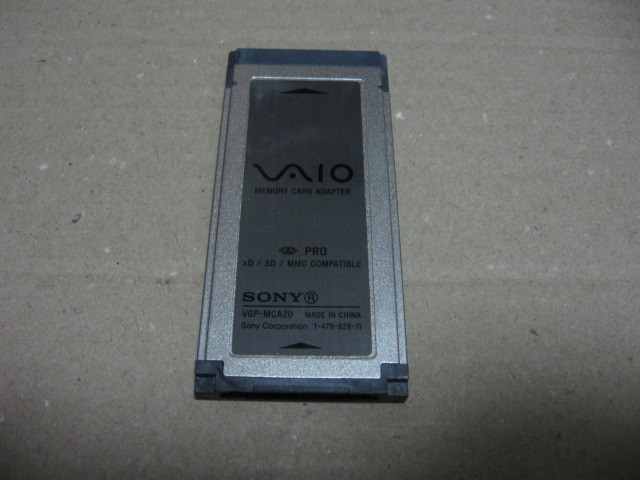 VAIO
MEMORY CARD ADAPTER
PRO
xD / SD / MMC COMPATIBLE
SONY®
VGP-MCA20 MADE IN CHINA
Sony Corporation 1-479-629-11